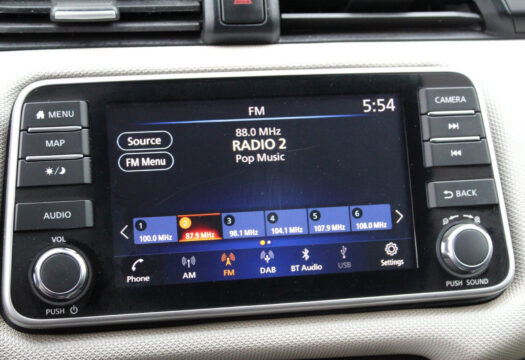 MENU
MAP
AUDIO
VOL
PUSH
FM
5:54
Source
FM Menu
88.0 MHz
RADIO 2
Pop Music
1
100.0 MHz
2
87.9 MHz
3
98.1 MHz
4
104.1 MHz
5
107.9 MHz
6
108.0 MHz
Phone
AM
FM
DAB
BT Audio
USB
Settings
CAMERA
BACK
PUSH SOUND